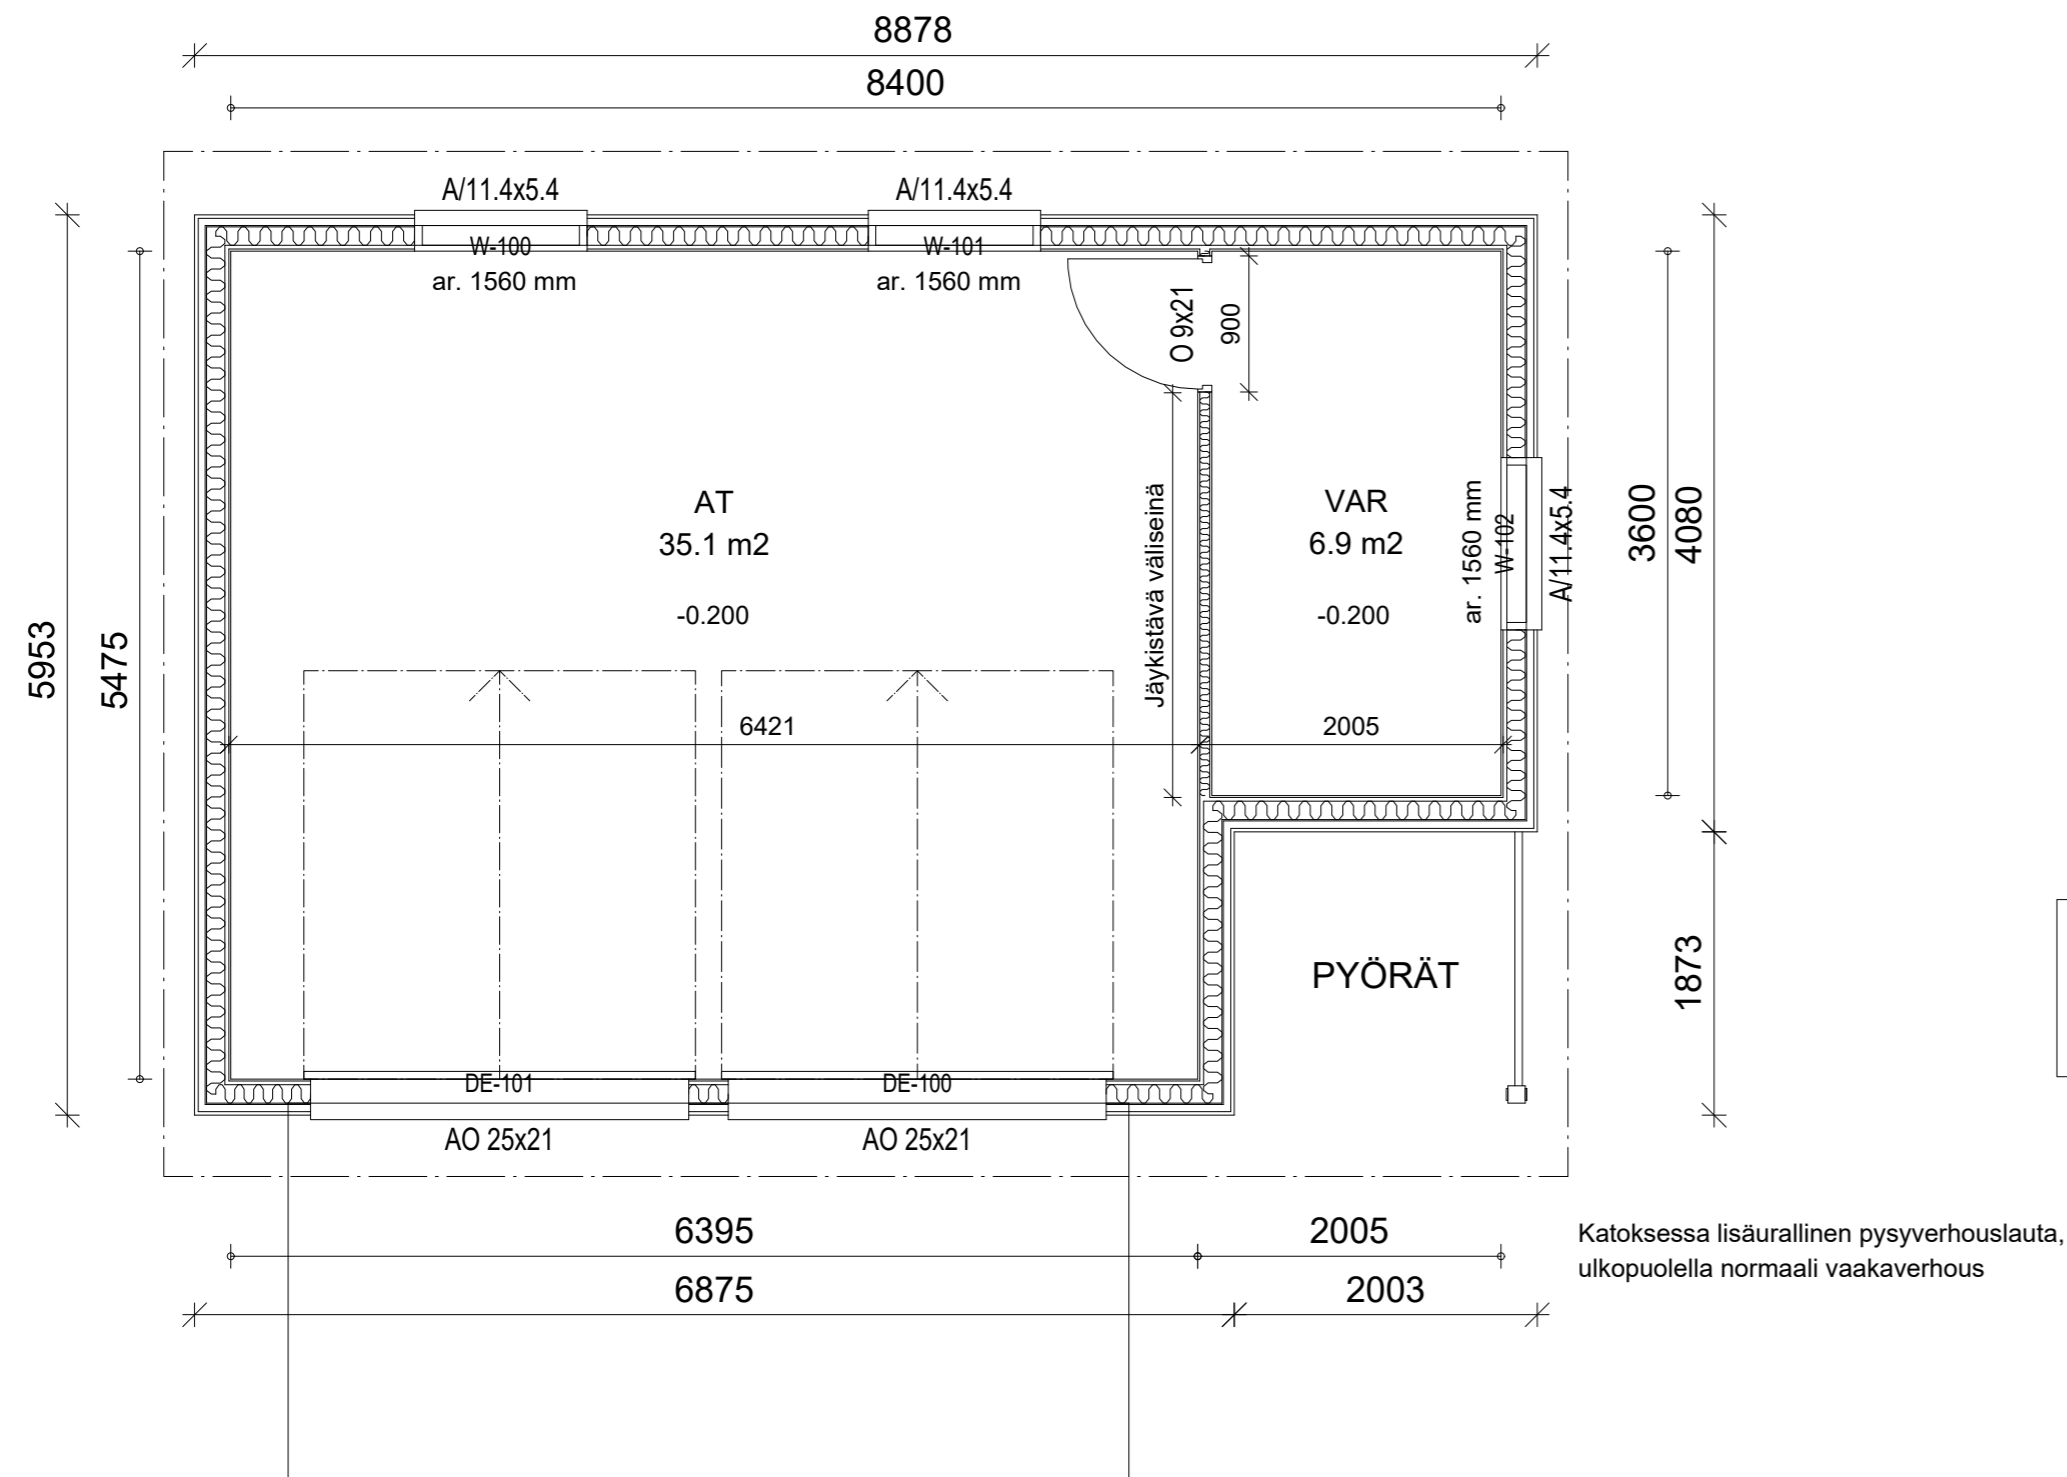 8878
8400
A/11.4x5.4
A/11.4x5.4
W-100
W-101
ar. 1560 mm
ar. 1560 mm
O 9x21
900
AT
35.1 m2
-0.200
Jäykistävä väliseinä
VAR
6.9 m2
-0.200
ar. 1560 mm
W-102
A/11.4x5.4
3600
4080
5953
5475
6421
2005
PYÖRÄT
1873
DE-101
DE-100
AO 25x21
AO 25x21
6395
2005
6875
2003
Katoksessa lisäurallinen pysyverhouslauta,
ulkopuolella normaali vaakaverhous